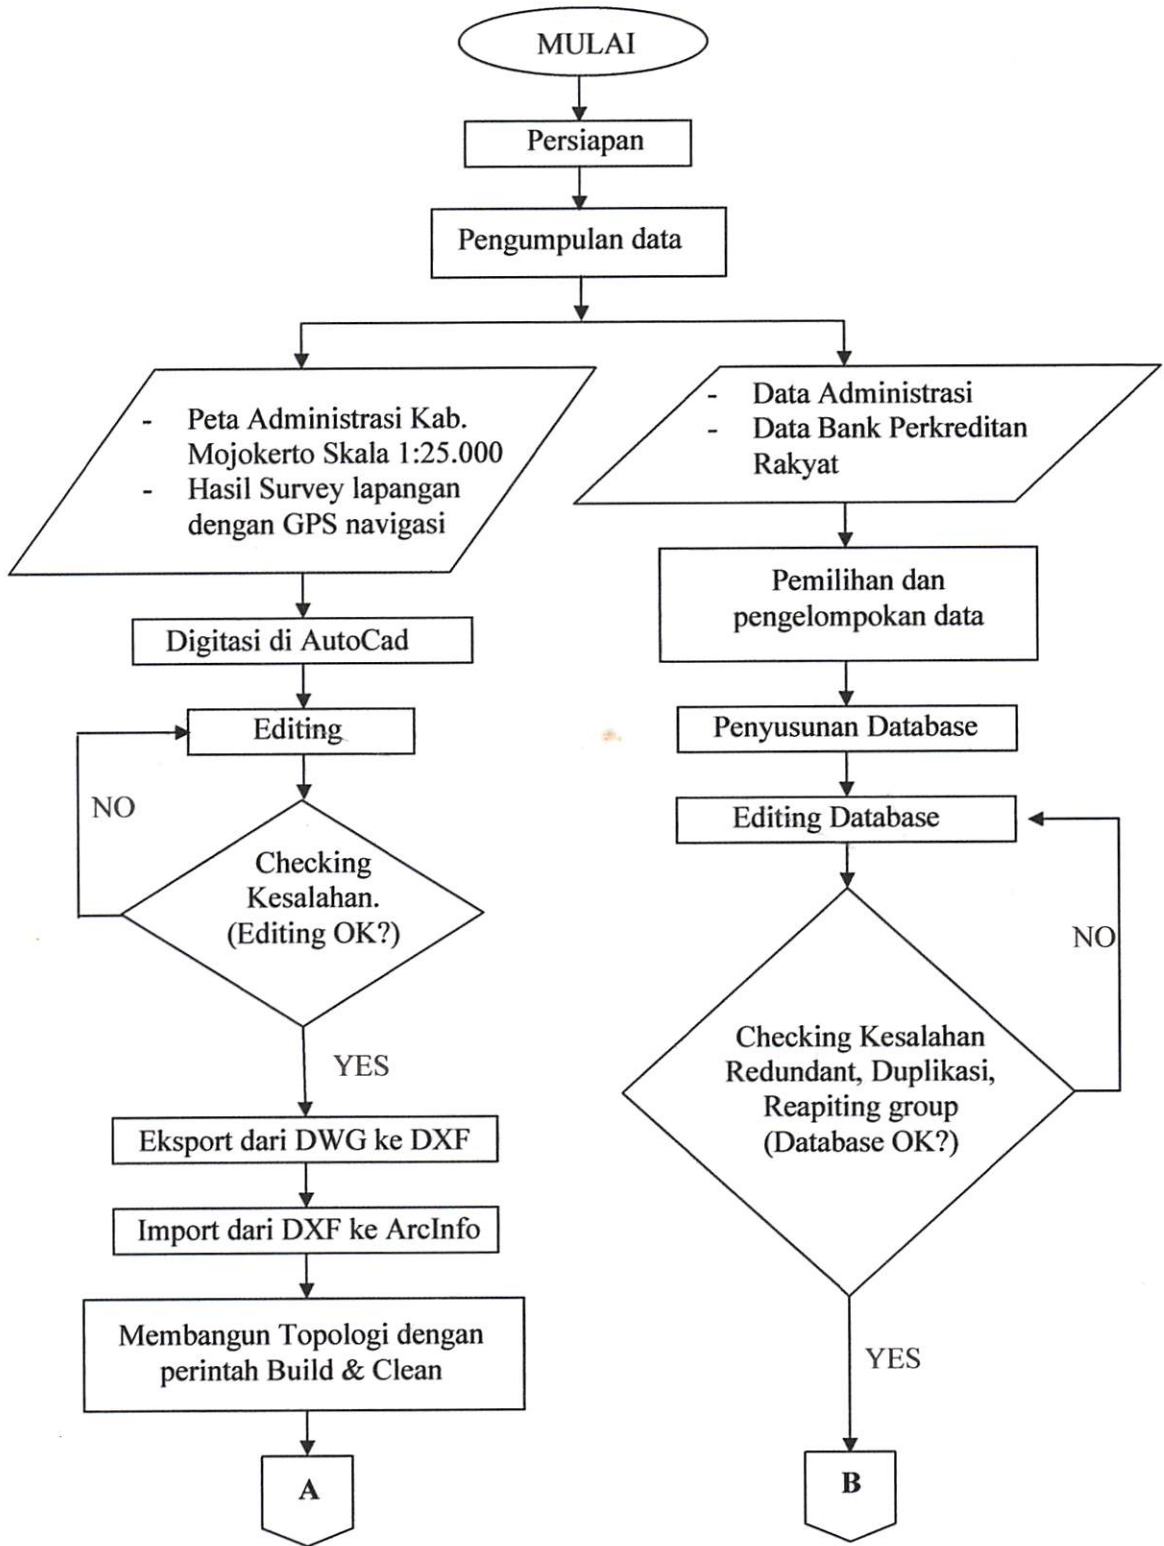 MULAI
Persiapan
Pengumpulan data
- Peta Administrasi Kab.
Mojokerto Skala 1:25.000
- Hasil Survey lapangan
dengan GPS navigasi
Digitasi di AutoCad
Editing
NO
Checking
Kesalahan.
(Editing OK?)
YES
Eksport dari DWG ke DXF
Import dari DXF ke ArcInfo
Membangun Topologi dengan
perintah Build & Clean
A
- Data Administrasi
- Data Bank Perkreditan
Rakyat
Pemilihan dan
pengelompokan data
Penyusunan Database
Editing Database
NO
Checking Kesalahan
Redundant, Duplikasi,
Reapiting group
(Database OK?)
YES
B